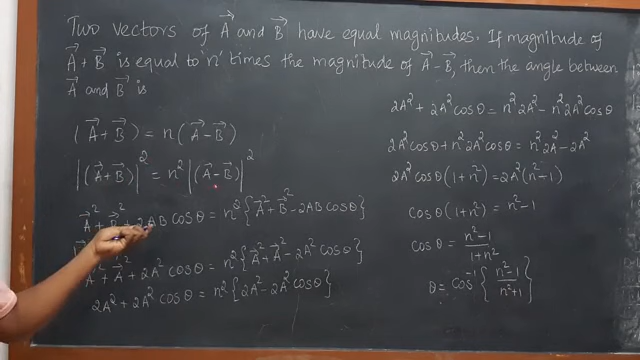 Two vectors of A⃗ and B⃗ have equal magnitudes. If magnitude of
A⃗ + B⃗ is equal to 'n' times the magnitude of A⃗ − B⃗, then the angle between
A⃗ and B⃗ is
(A⃗ + B⃗) = n(A⃗ − B⃗)
|(A⃗ + B⃗)|² = n²|(A⃗ − B⃗)|²
A⃗² + B⃗² + 2AB cosθ = n²{A⃗² + B⃗² − 2AB cosθ}
A⃗² + A⃗² + 2A² cosθ = n²{A⃗² + A⃗² − 2A² cosθ}
2A² + 2A² cosθ = n²{2A² − 2A² cosθ}
2A² + 2A² cosθ = n²2A² − n²2A² cosθ
2A² cosθ + n²2A² cosθ = n²2A² − 2A²
2A² cosθ(1+n²) = 2A²(n²−1)
cosθ(1+n²) = n²−1
cosθ = n²−1 / 1+n²
θ = cos⁻¹{n²−1 / n²+1}